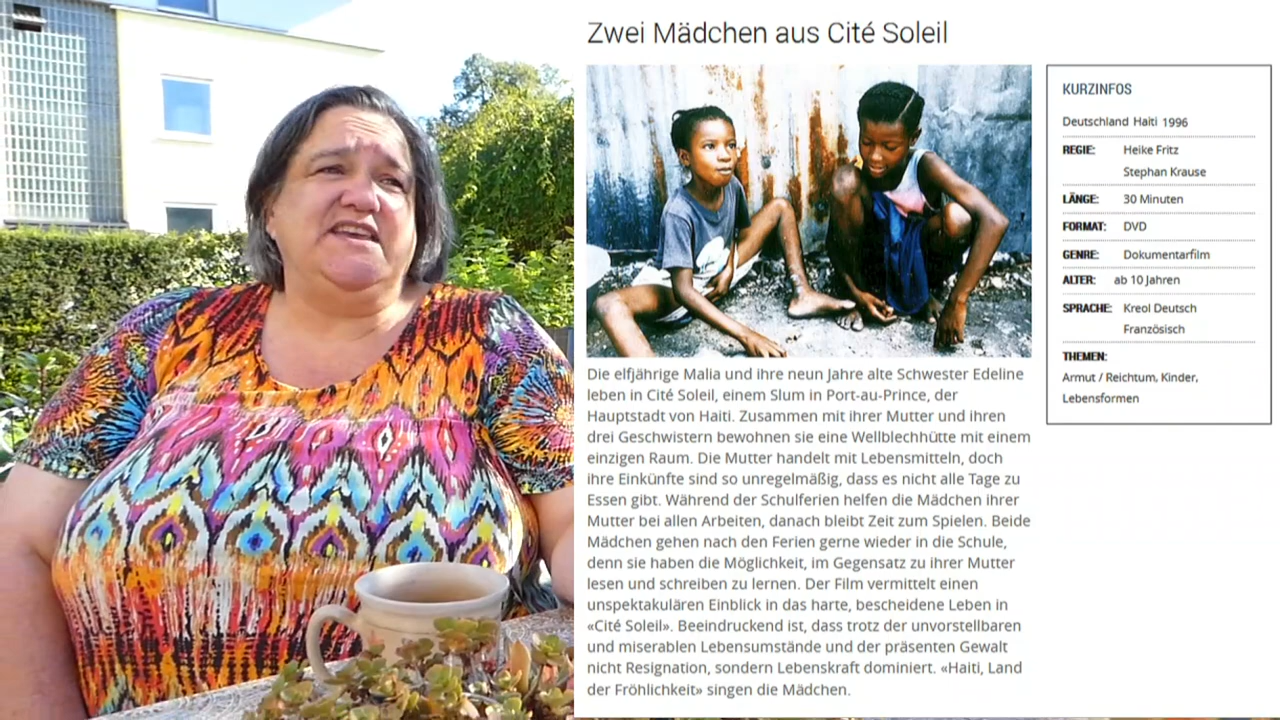 Zwei Mädchen aus Cité Soleil
Die elfjährige Malia und ihre neun Jahre alte Schwester Edeline
leben in Cité Soleil, einem Slum in Port-au-Prince, der
Hauptstadt von Haiti. Zusammen mit ihrer Mutter und ihren
drei Geschwistern bewohnen sie eine Wellblechhütte mit einem
einzigen Raum. Die Mutter handelt mit Lebensmitteln, doch
ihre Einkünfte sind so unregelmäßig, dass es nicht alle Tage zu
Essen gibt. Während der Schulferien helfen die Mädchen ihrer
Mutter bei allen Arbeiten, danach bleibt Zeit zum Spielen. Beide
Mädchen gehen nach den Ferien gerne wieder in die Schule,
denn sie haben die Möglichkeit, im Gegensatz zu ihrer Mutter
lesen und schreiben zu lernen. Der Film vermittelt einen
unspektakulären Einblick in das harte, bescheidene Leben in
«Cité Soleil». Beeindruckend ist, dass trotz der unvorstellbaren
und miserablen Lebensumstände und der präsenten Gewalt
nicht Resignation, sondern Lebenskraft dominiert. «Haiti, Land
der Fröhlichkeit» singen die Mädchen.
KURZINFOS
Deutschland Haiti 1996
REGIE: Heike Fritz
Stephan Krause
LÄNGE: 30 Minuten
FORMAT: DVD
GENRE: Dokumentarfilm
ALTER: ab 10 Jahren
SPRACHE: Kreol Deutsch
Französisch
THEMEN:
Armut / Reichtum, Kinder,
Lebensformen